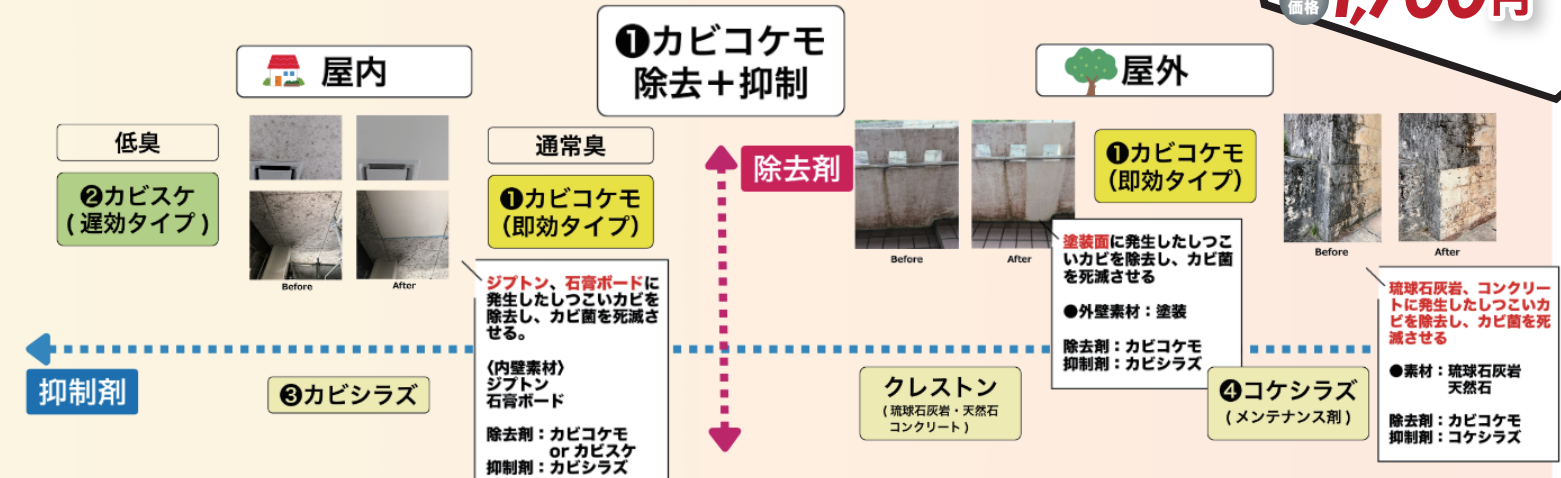 ❶カビコケモ
除去＋抑制
価格
円
屋内
低臭
❷カビスケ
(遅効タイプ)
Before
After
通常臭
❶カビコケモ
(即効タイプ)
ジプトン、石膏ボードに
発生したしつこいカビを
除去し、カビ菌を死滅さ
せる。
〈内壁素材〉
ジプトン
石膏ボード
除去剤：カビコケモ
or カビスケ
抑制剤：カビシラズ
除去剤
抑制剤
❸カビシラズ
屋外
Before
After
❶カビコケモ
(即効タイプ)
塗装面に発生したしつこ
いカビを除去し、カビ菌
を死滅させる
●外壁素材：塗装
除去剤：カビコケモ
抑制剤：カビシラズ
Before
After
琉球石灰岩、コンクリー
トに発生したしつこいカ
ビを除去し、カビ菌を死
滅させる
●素材：琉球石灰岩
天然石
除去剤：カビコケモ
抑制剤：コケシラズ
クレストン
(琉球石灰岩・天然石
コンクリート)
❹コケシラズ
(メンテナンス剤)